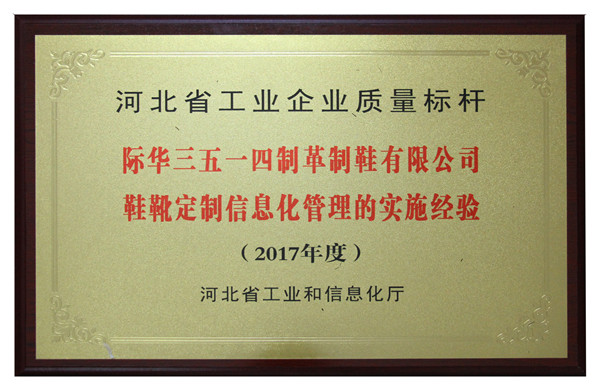 河北省工业企业质量标杆
际华三五一四制革制鞋有限公司
鞋靴定制信息化管理的实施经验
（2017年度）
河北省工业和信息化厅